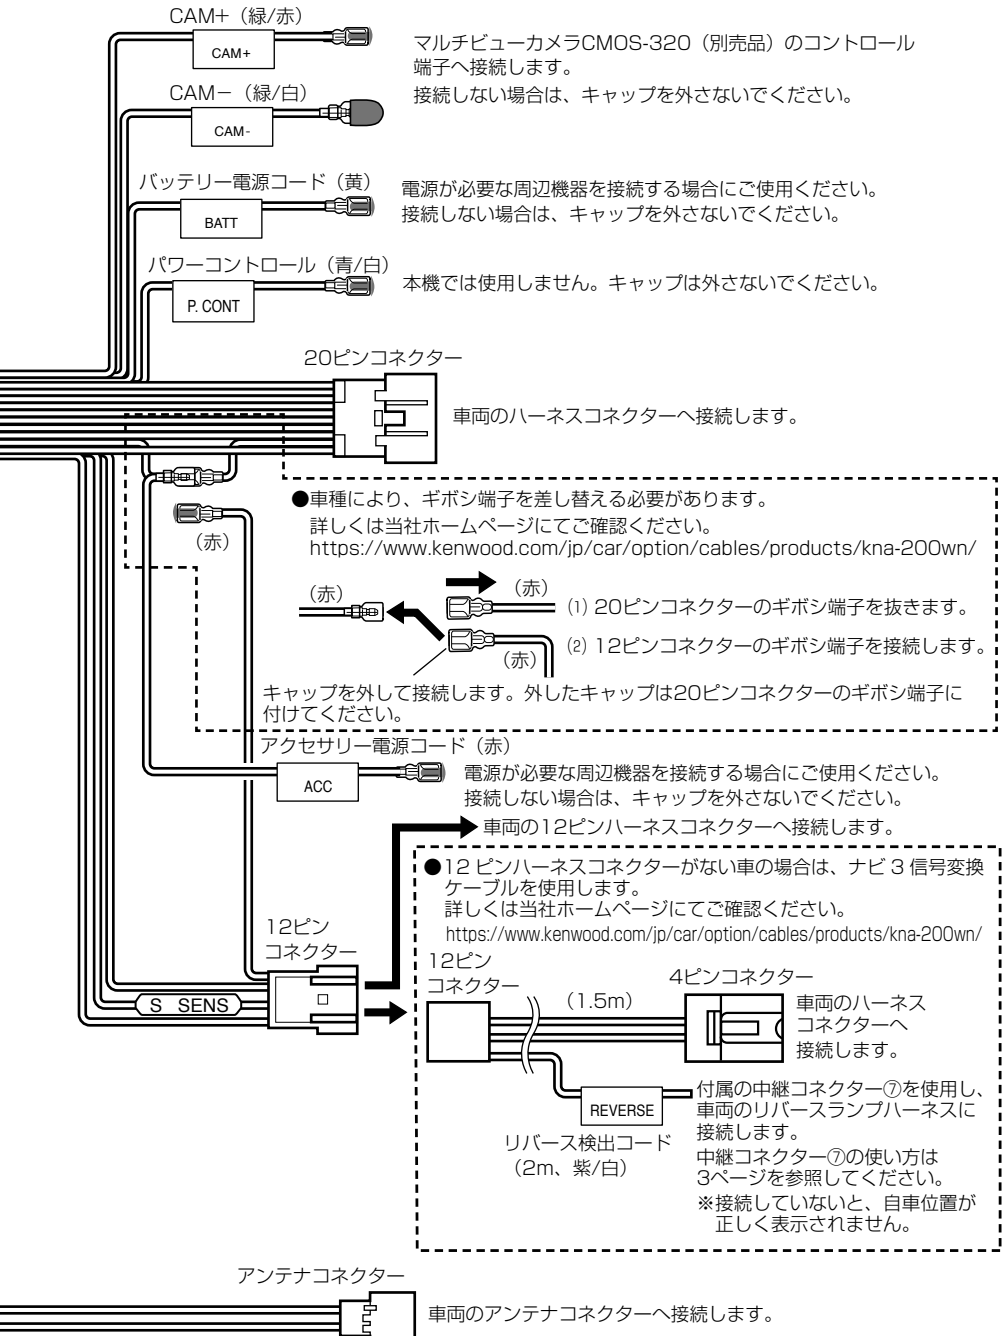 CAM+（緑/赤）
CAM+
マルチビューカメラCMOS-320（別売品）のコントロール
端子へ接続します。
接続しない場合は、キャップを外さないでください。
CAM−（緑/白）
CAM-
バッテリー電源コード（黄）
BATT
電源が必要な周辺機器を接続する場合にご使用ください。
接続しない場合は、キャップを外さないでください。
パワーコントロール（青/白）
P. CONT
本機では使用しません。キャップは外さないでください。
20ピンコネクター
車両のハーネスコネクターへ接続します。
●車種により、ギボシ端子を差し替える必要があります。
詳しくは当社ホームページにてご確認ください。
https://www.kenwood.com/jp/car/option/cables/products/kna-200wn/
（赤）
（赤）
（赤）
⑴ 20ピンコネクターのギボシ端子を抜きます。
⑵ 12ピンコネクターのギボシ端子を接続します。
（赤）
キャップを外して接続します。外したキャップは20ピンコネクターのギボシ端子に
付けてください。
アクセサリー電源コード（赤）
ACC
電源が必要な周辺機器を接続する場合にご使用ください。
接続しない場合は、キャップを外さないでください。
車両の12ピンハーネスコネクターへ接続します。
●12 ピンハーネスコネクターがない車の場合は、ナビ 3 信号変換
ケーブルを使用します。
詳しくは当社ホームページにてご確認ください。
https://www.kenwood.com/jp/car/option/cables/products/kna-200wn/
12ピン
コネクター
S SENS
12ピン
コネクター
（1.5m）
4ピンコネクター
車両のハーネス
コネクターへ
接続します。
REVERSE
リバース検出コード
（2m、紫/白）
付属の中継コネクター⑦を使用し、
車両のリバースランプハーネスに
接続します。
中継コネクター⑦の使い方は
3ページを参照してください。
※接続していないと、自車位置が
正しく表示されません。
アンテナコネクター
車両のアンテナコネクターへ接続します。